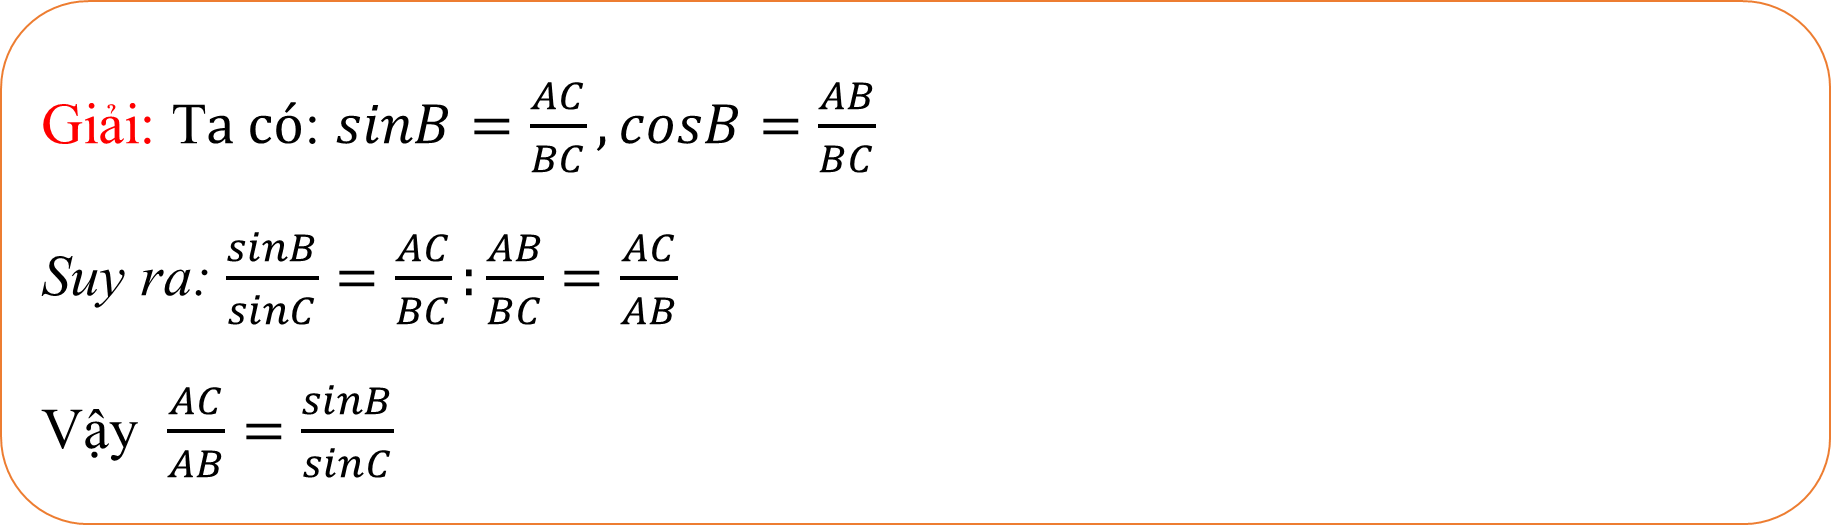 Giải: Ta có: sinB = AC/BC, cosB = AB/BC
Suy ra: sinB/sinC = AC/BC : AB/BC = AC/AB
Vậy AC/AB = sinB/sinC